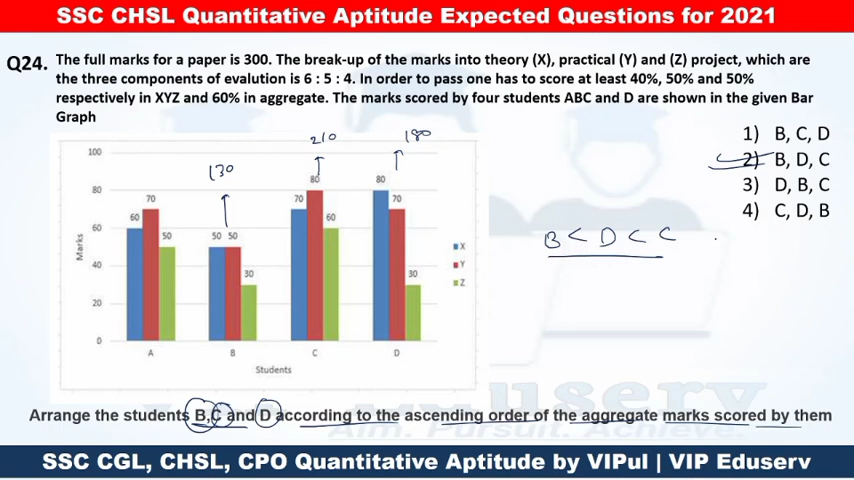 SSC CHSL Quantitative Aptitude Expected Questions for 2021
Q24. The full marks for a paper is 300. The break-up of the marks into theory (X), practical (Y) and (Z) project, which are
the three components of evalution is 6 : 5 : 4. In order to pass one has to score at least 40%, 50% and 50%
respectively in XYZ and 60% in aggregate. The marks scored by four students ABC and D are shown in the given Bar
Graph
1) B, C, D
2) B, D, C
3) D, B, C
4) C, D, B
130
210
180
100
80
60
40
20
0
Marks
60 70 50
50 50 30
70 80 60
80 70 30
A B C D
Students
X
Y
Z
B < D < C
Arrange the students B,C and D according to the ascending order of the aggregate marks scored by them
Aim. Pursuit. Achieve.
SSC CGL, CHSL, CPO Quantitative Aptitude by VIPul | VIP Eduserv